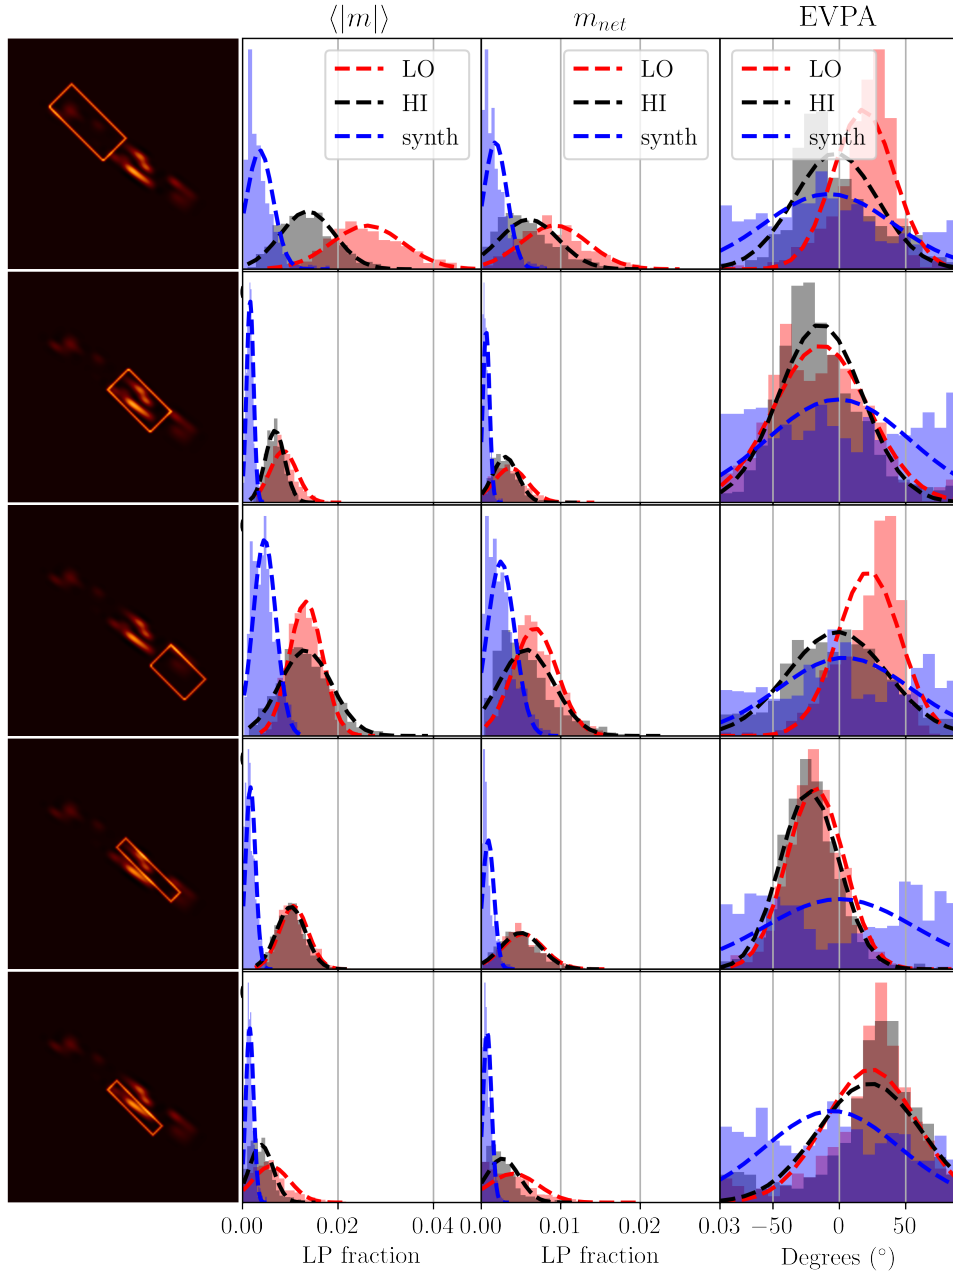 ⟨|m|⟩ m_net EVPA
LO LO LO
HI HI HI
synth synth synth
0.00 0.02 0.04 0.00 0.01 0.02 0.03 −50 0 50
LP fraction LP fraction Degrees (°)